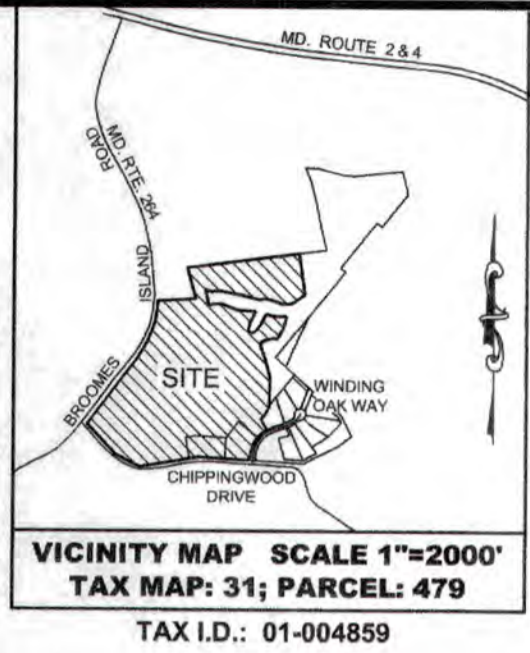 MD. ROUTE 2 & 4
MD. RTE. 264
ROAD
ISLAND
BROOMES
SITE
WINDING
OAK WAY
CHIPPINGWOOD
DRIVE
VICINITY MAP SCALE 1"=2000'
TAX MAP: 31; PARCEL: 479
TAX I.D.: 01-004859